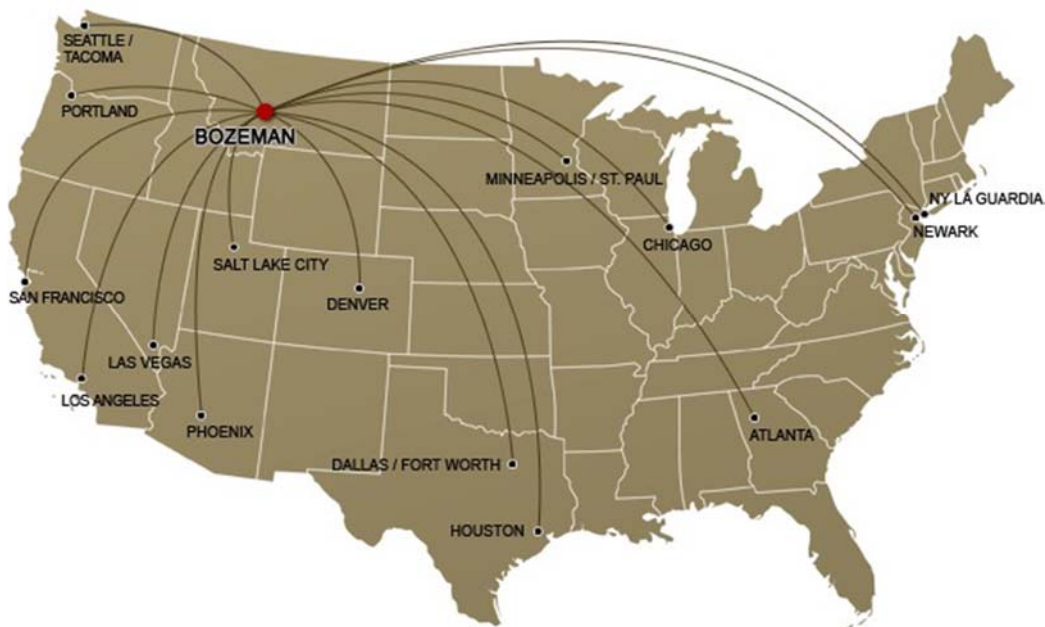 SEATTLE /
TACOMA
PORTLAND
BOZEMAN
MINNEAPOLIS / ST. PAUL
NY LA GUARDIA
NEWARK
CHICAGO
SALT LAKE CITY
SAN FRANCISCO
DENVER
LAS VEGAS
LOS ANGELES
PHOENIX
ATLANTA
DALLAS / FORT WORTH
HOUSTON